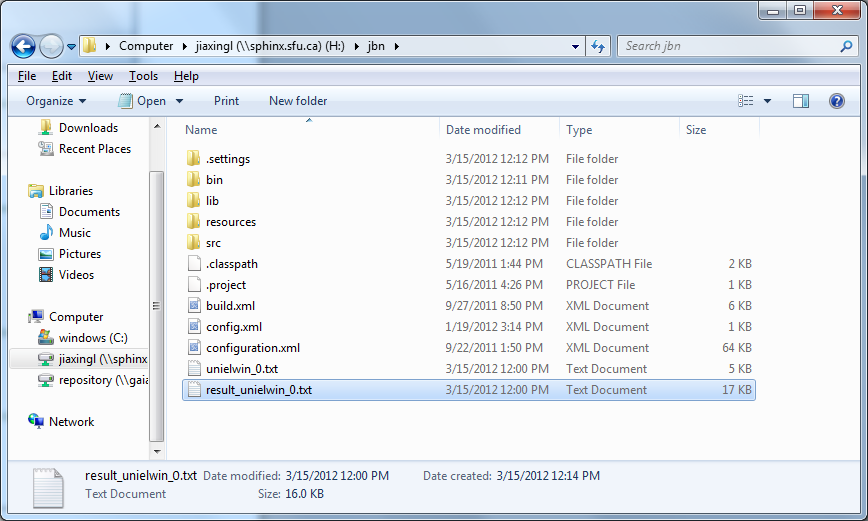 Computer jiaxingl (\\sphinx.sfu.ca) (H:) jbn Search jbn
File Edit View Tools Help
Organize Open Print New folder
Downloads
Recent Places
Libraries
Documents
Music
Pictures
Videos
Computer
windows (C:)
jiaxingl (\\sphinx
repository (\\gaia
Network
Name Date modified Type Size
.settings 3/15/2012 12:12 PM File folder
bin 3/15/2012 12:11 PM File folder
lib 3/15/2012 12:12 PM File folder
resources 3/15/2012 12:12 PM File folder
src 3/15/2012 12:12 PM File folder
.classpath 5/19/2011 1:44 PM CLASSPATH File 2 KB
.project 5/16/2011 4:26 PM PROJECT File 1 KB
build.xml 9/27/2011 8:50 PM XML Document 6 KB
config.xml 1/19/2012 3:14 PM XML Document 1 KB
configuration.xml 9/22/2011 1:50 PM XML Document 64 KB
unielwin_0.txt 3/15/2012 12:00 PM Text Document 5 KB
result_unielwin_0.txt 3/15/2012 12:00 PM Text Document 17 KB
result_unielwin_0.txt Date modified: 3/15/2012 12:00 PM Date created: 3/15/2012 12:14 PM
Text Document Size: 16.0 KB